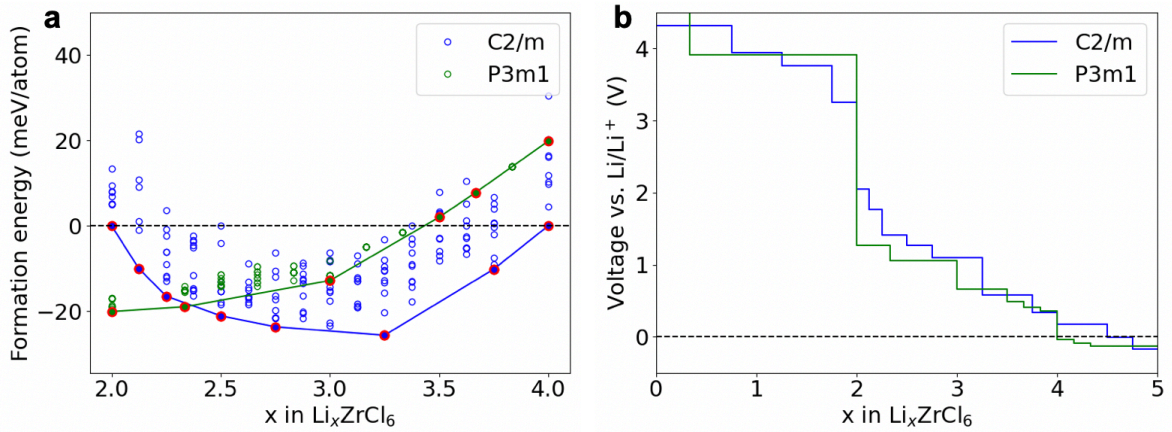 a
Formation energy (meV/atom)
40
20
0
−20
2.0 2.5 3.0 3.5 4.0
x in LiₓZrCl₆
C2/m
P3m1
b
Voltage vs. Li/Li⁺ (V)
4
3
2
1
0
0 1 2 3 4 5
x in LiₓZrCl₆
C2/m
P3m1